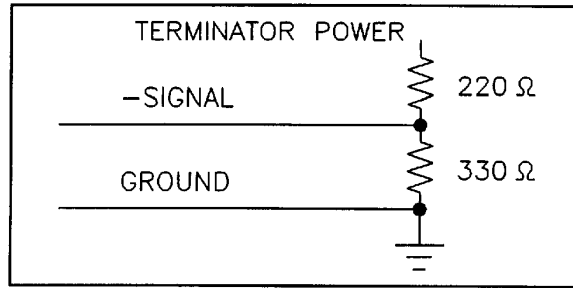 TERMINATOR POWER
220 Ω
–SIGNAL
330 Ω
GROUND